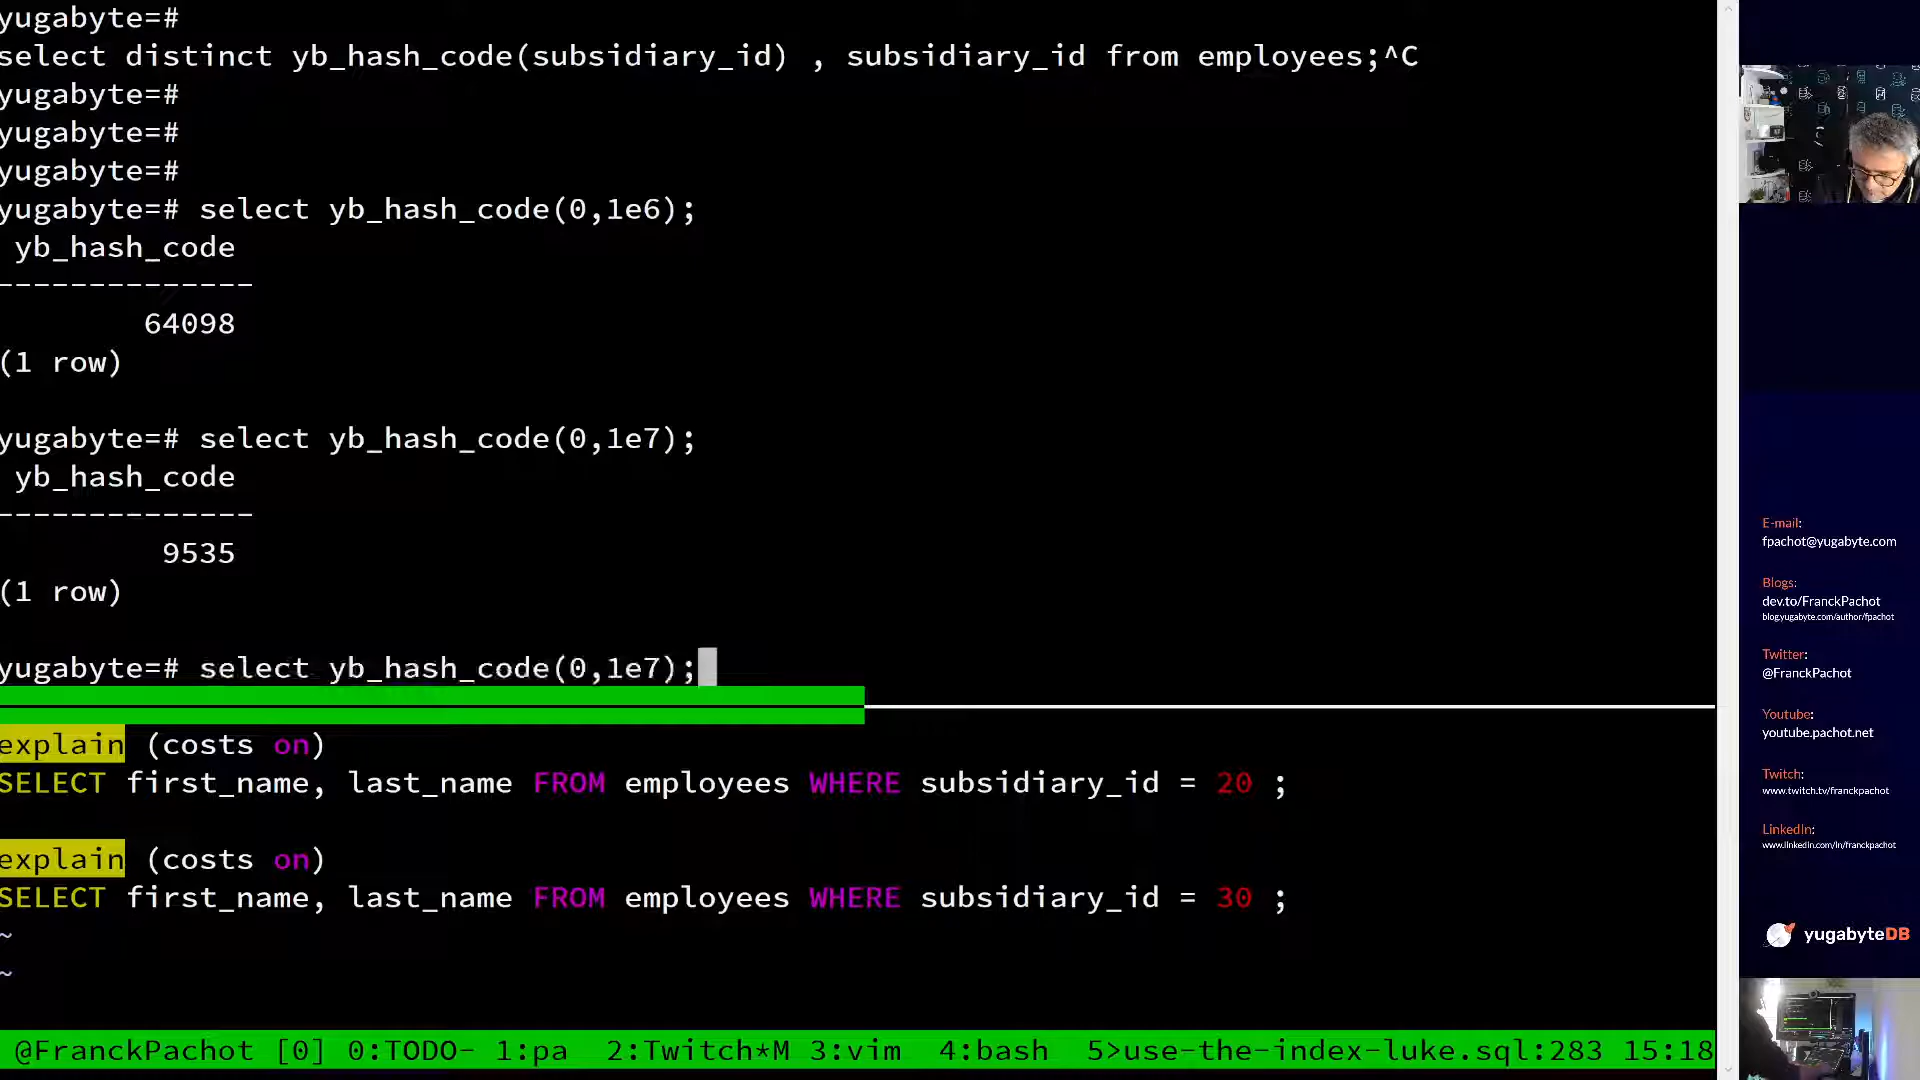 yugabyte=#
select distinct yb_hash_code(subsidiary_id) , subsidiary_id from employees;^C
yugabyte=#
yugabyte=#
yugabyte=#
yugabyte=# select yb_hash_code(0,1e6);
yb_hash_code
--------------
64098
(1 row)
yugabyte=# select yb_hash_code(0,1e7);
yb_hash_code
--------------
9535
(1 row)
yugabyte=# select yb_hash_code(0,1e7);
explain (costs on)
SELECT first_name, last_name FROM employees WHERE subsidiary_id = 20 ;
explain (costs on)
SELECT first_name, last_name FROM employees WHERE subsidiary_id = 30 ;
~
~
@FranckPachot [0] 0:TODO- 1:pa 2:Twitch*M 3:vim 4:bash 5>use-the-index-luke.sql:283 15:18
E-mail:
fpachot@yugabyte.com
Blogs:
dev.to/FranckPachot
blog.yugabyte.com/author/fpachot
Twitter:
@FranckPachot
Youtube:
youtube.pachot.net
Twitch:
www.twitch.tv/franckpachot
LinkedIn:
www.linkedin.com/in/franckpachot
yugabyteDB